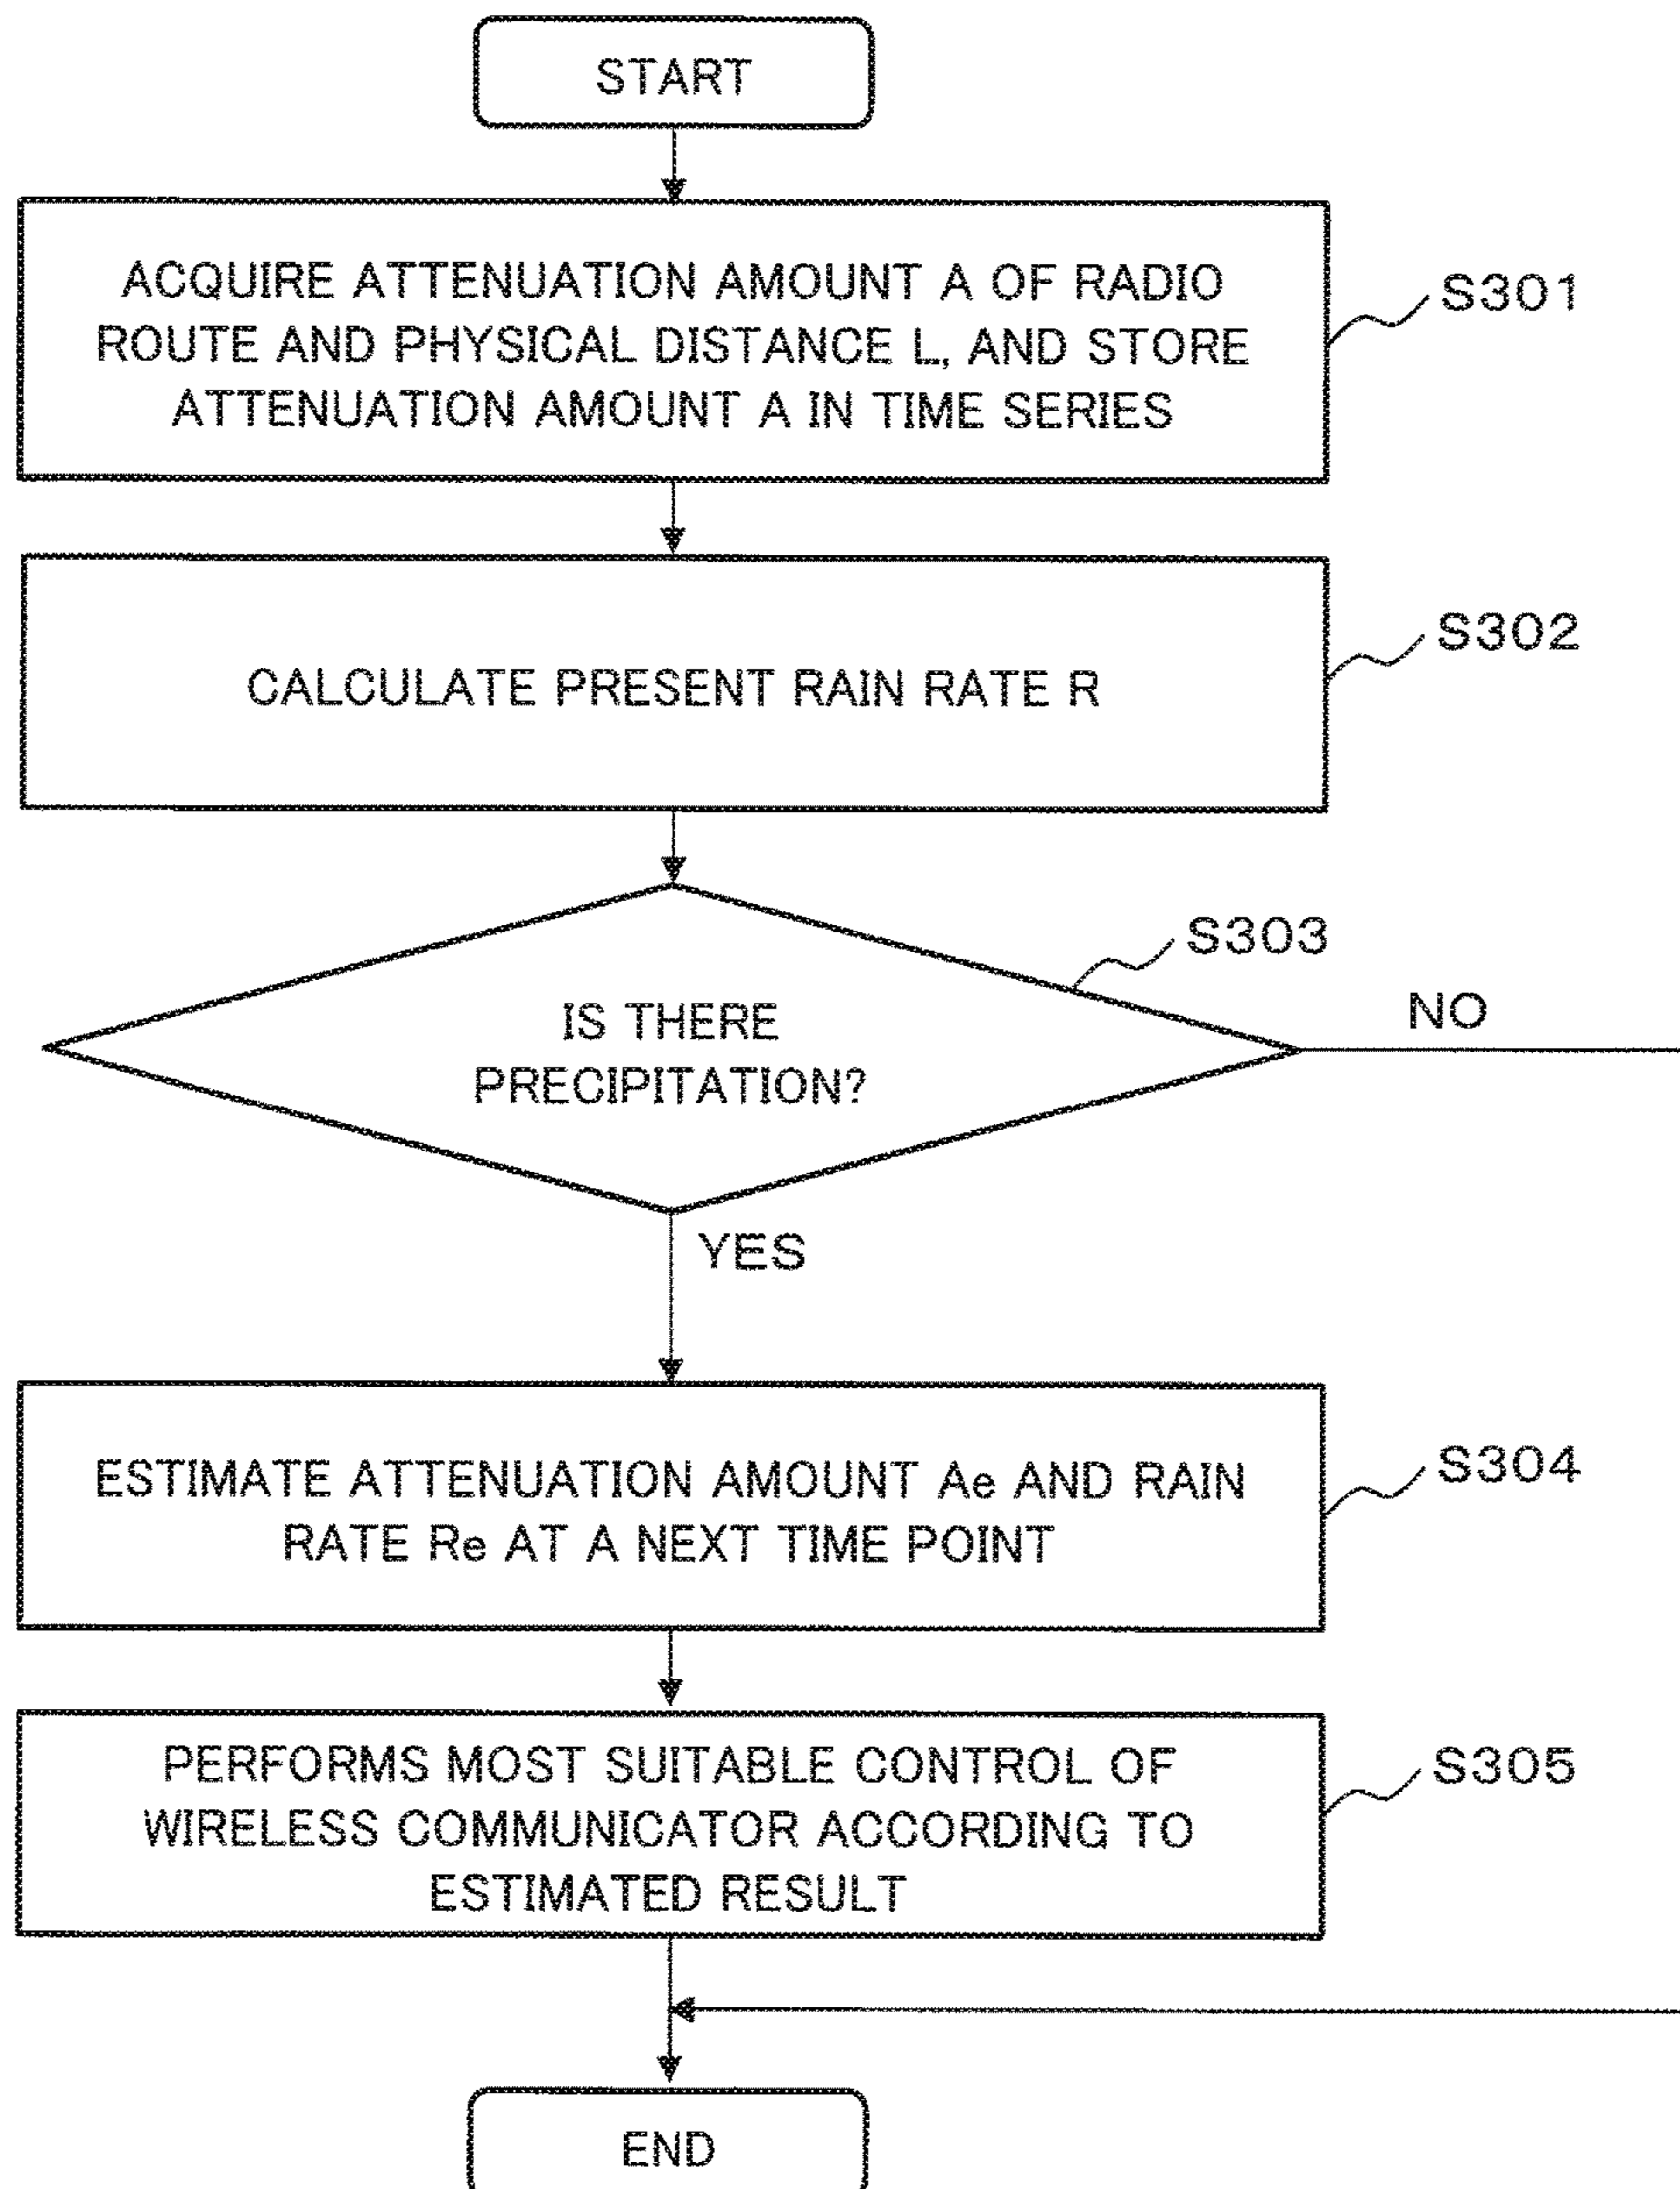 START
ACQUIRE ATTENUATION AMOUNT A OF RADIO
ROUTE AND PHYSICAL DISTANCE L, AND STORE
ATTENUATION AMOUNT A IN TIME SERIES
S301
CALCULATE PRESENT RAIN RATE R
S302
S303
IS THERE
PRECIPITATION?
NO
YES
ESTIMATE ATTENUATION AMOUNT Ae AND RAIN
RATE Re AT A NEXT TIME POINT
S304
PERFORMS MOST SUITABLE CONTROL OF
WIRELESS COMMUNICATOR ACCORDING TO
ESTIMATED RESULT
S305
END